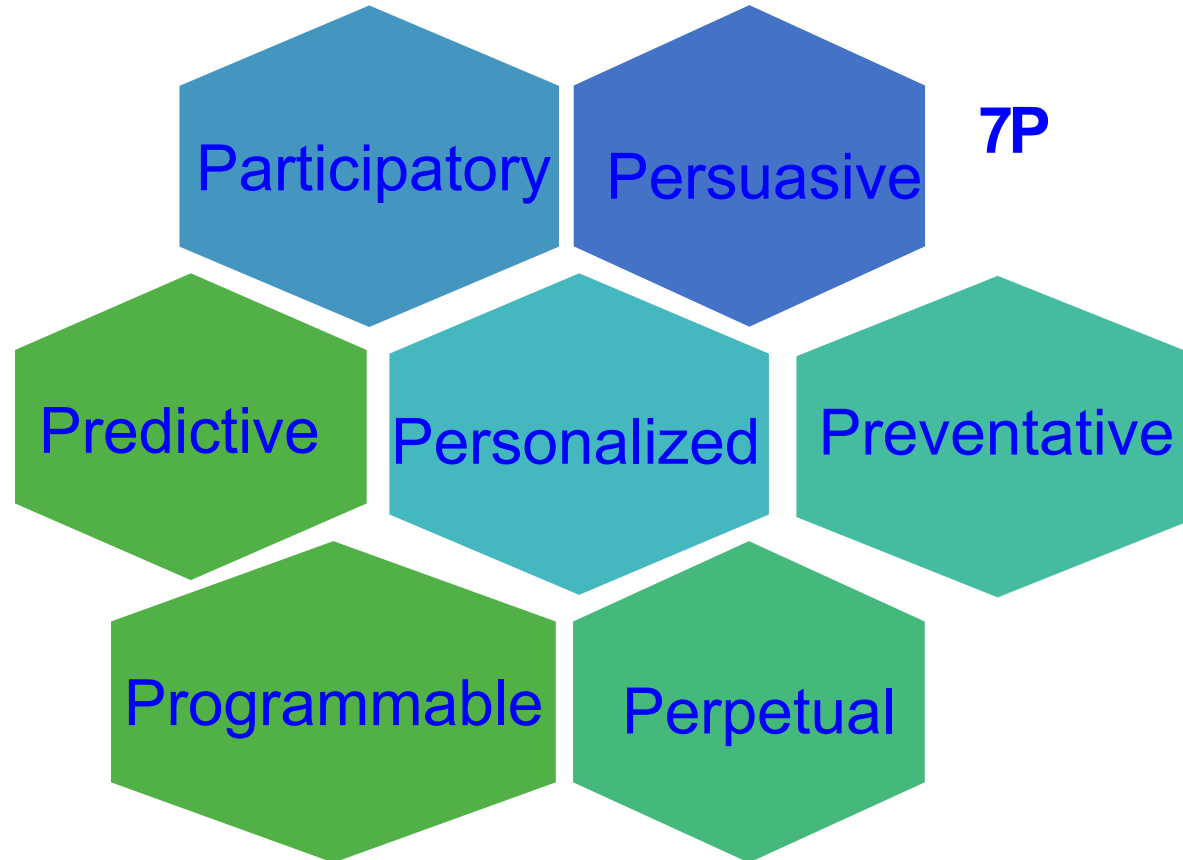 7P
Participatory
Persuasive
Predictive
Personalized
Preventative
Programmable
Perpetual